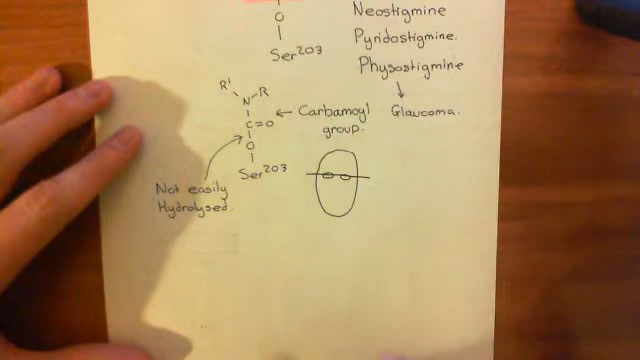 O
Ser203
Neostigmine
Pyridostigmine.
Physostigmine
Glaucoma.
R' R
N
C=O
O
Ser203
Carbamoyl
group.
Not easily
Hydrolysed.